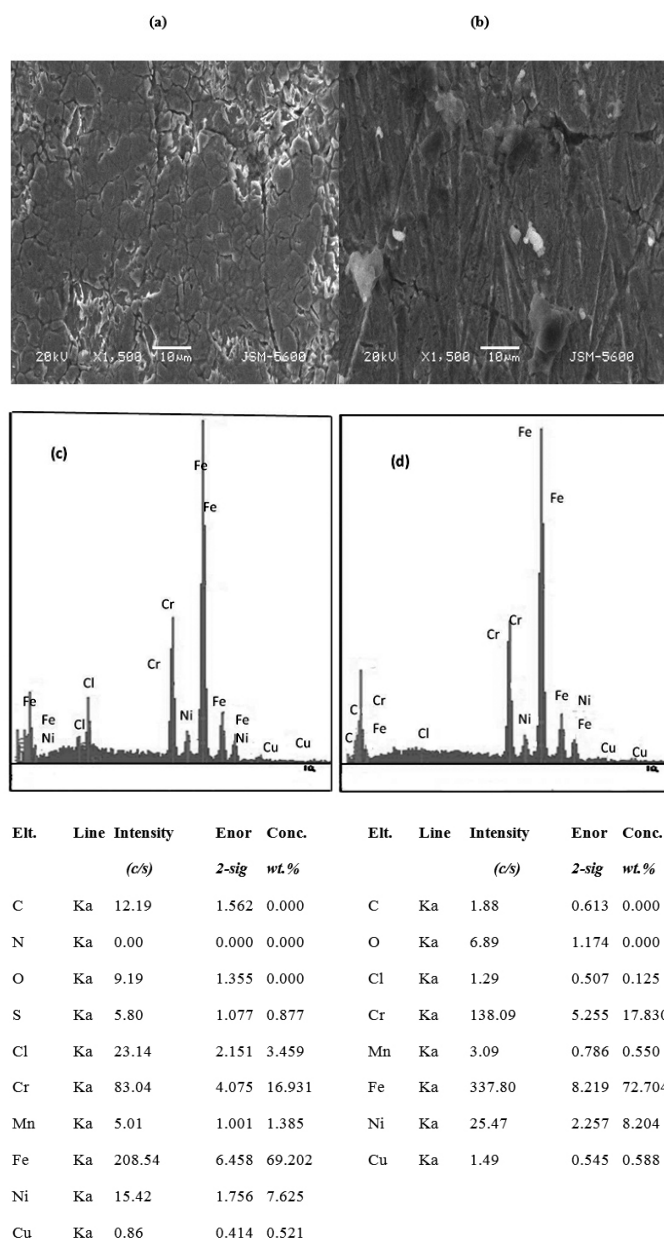 (a) (b)
20kV X1,500 10μm JSM-5600
20kV X1,500 10μm JSM-5600
(c)
Fe
Fe
Cr
Cr
Cl
Fe
Fe
Ni
Cl
Ni
Fe
Fe
Ni
Cu
Cu
(d)
Fe
Fe
Cr
Cr
C
Cr
Fe
C
Cl
Ni
Fe
Ni
Fe
Cu
Cu
Elt. Line Intensity Enor Conc. Elt. Line Intensity Enor Conc.
(c/s) 2-sig wt.% (c/s) 2-sig wt.%
C Ka 12.19 1.562 0.000 C Ka 1.88 0.613 0.000
N Ka 0.00 0.000 0.000 O Ka 6.89 1.174 0.000
O Ka 9.19 1.355 0.000 Cl Ka 1.29 0.507 0.125
S Ka 5.80 1.077 0.877 Cr Ka 138.09 5.255 17.830
Cl Ka 23.14 2.151 3.459 Mn Ka 3.09 0.786 0.550
Cr Ka 83.04 4.075 16.931 Fe Ka 337.80 8.219 72.704
Mn Ka 5.01 1.001 1.385 Ni Ka 25.47 2.257 8.204
Fe Ka 208.54 6.458 69.202 Cu Ka 1.49 0.545 0.588
Ni Ka 15.42 1.756 7.625
Cu Ka 0.86 0.414 0.521